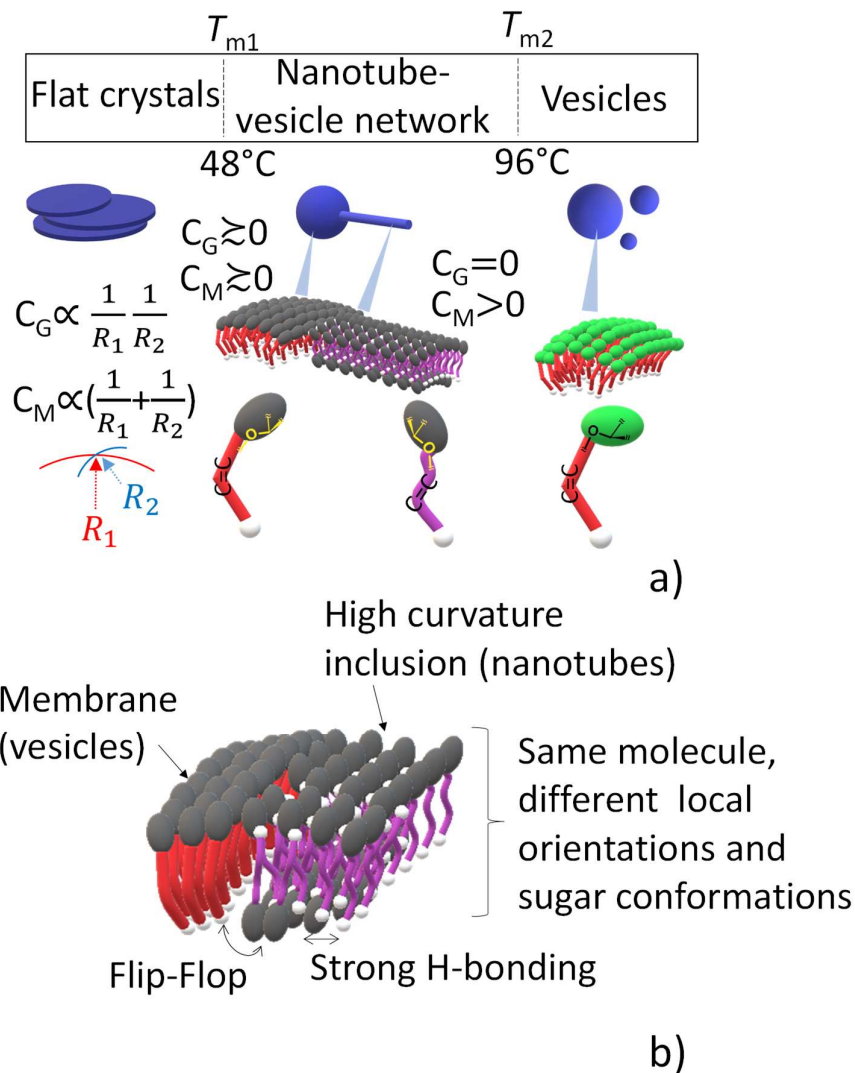 Tm1
Tm2
Flat crystals
Nanotube-
vesicle network
Vesicles
48°C
96°C
CG≳0
CM≳0
CG=0
CM>0
CG∝ 1/R1 1/R2
CM∝(1/R1+1/R2)
R2
R1
O
C=C
O
C=C
O
C=C
a)
High curvature
inclusion (nanotubes)
Membrane
(vesicles)
Same molecule,
different local
orientations and
sugar conformations
Flip-Flop
Strong H-bonding
b)